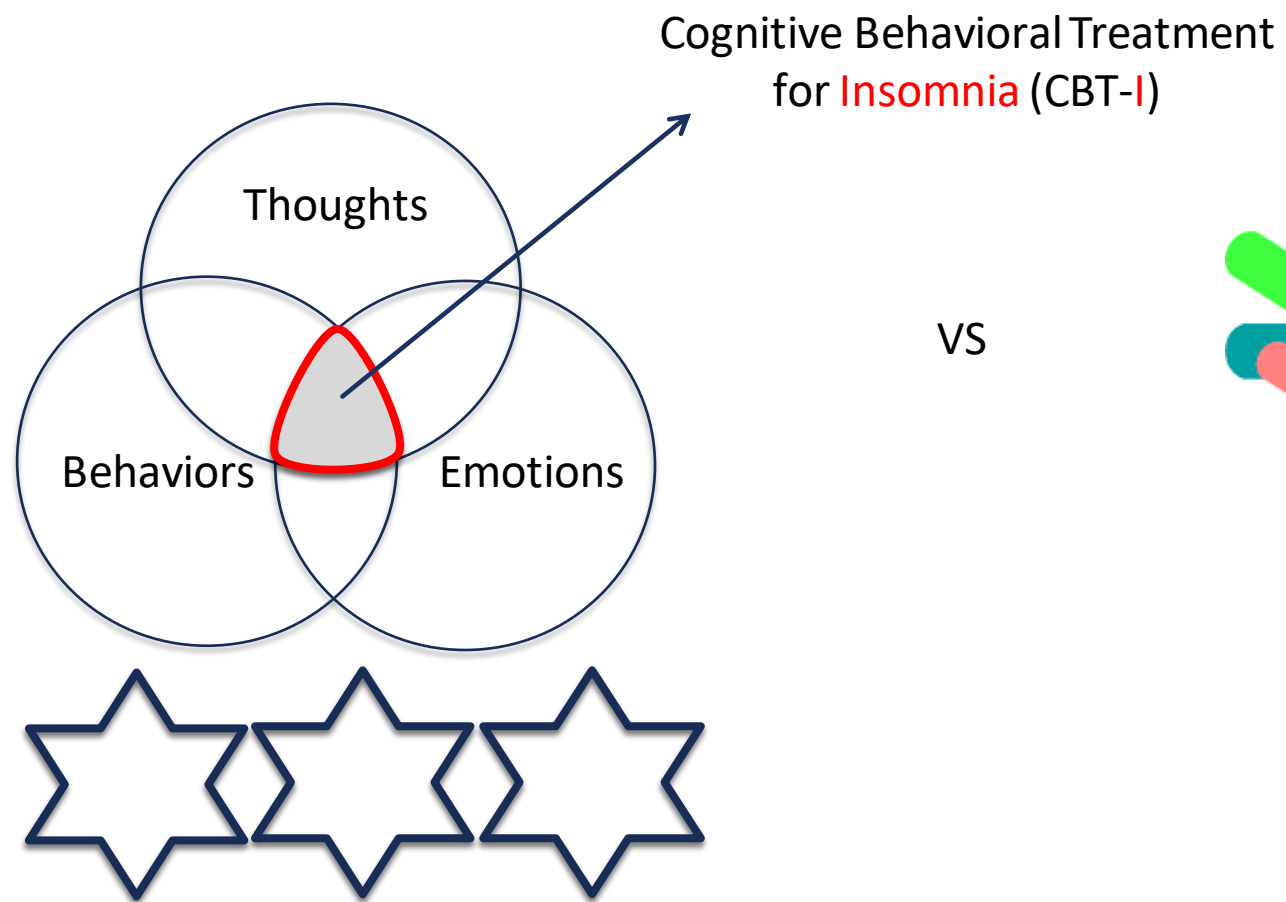 Cognitive Behavioral Treatment
for Insomnia (CBT-I)
Thoughts
VS
Behaviors
Emotions